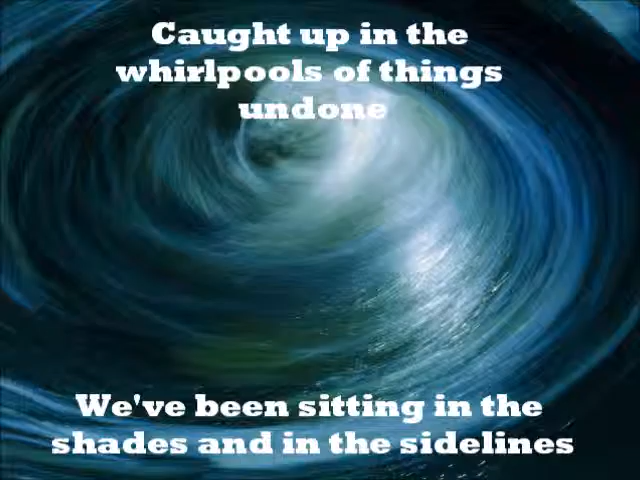 Caught up in the
whirlpools of things
undone
We've been sitting in the
shades and in the sidelines